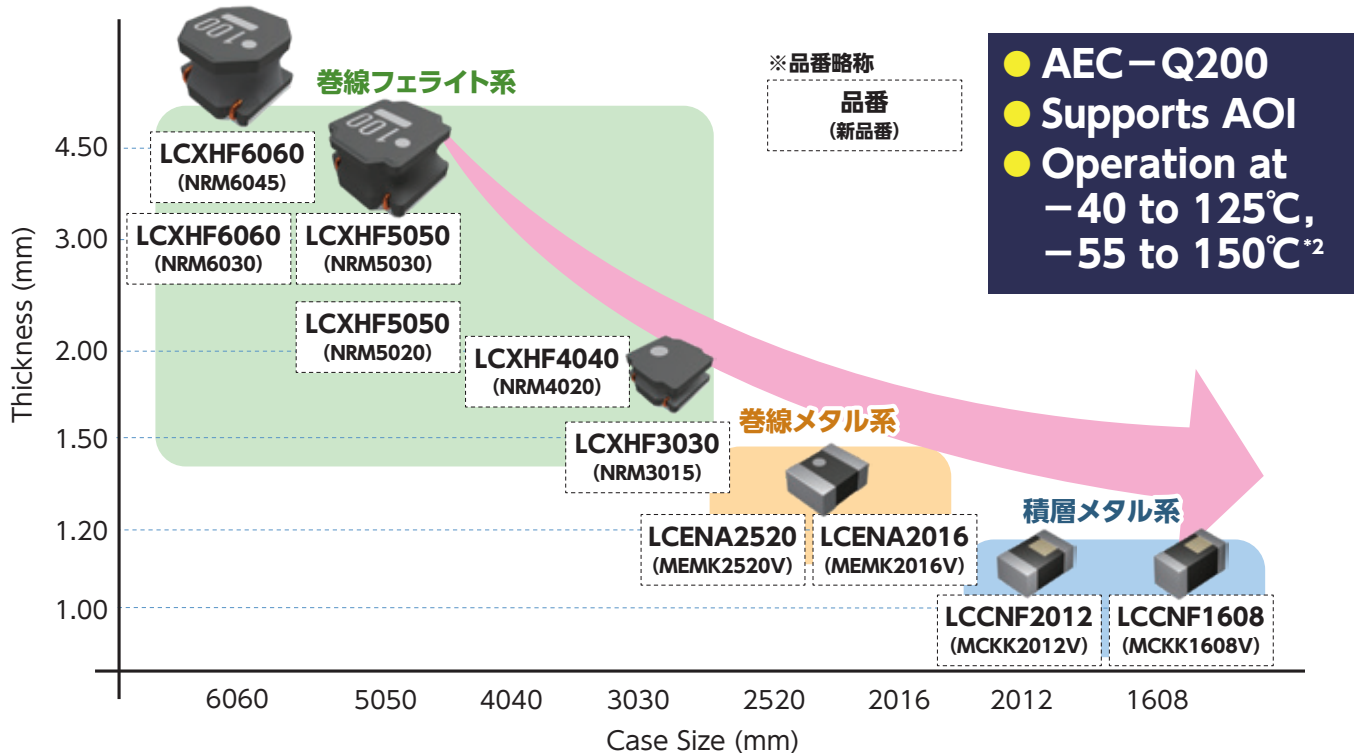 100
巻線フェライト系
100
※品番略称
品番
(新品番)
● AEC－Q200
● Supports AOI
● Operation at
－40 to 125℃,
－55 to 150℃*2
Thickness (mm)
4.50
3.00
2.00
1.50
1.20
1.00
LCXHF6060
(NRM6045)
LCXHF6060
(NRM6030)
LCXHF5050
(NRM5030)
LCXHF5050
(NRM5020)
LCXHF4040
(NRM4020)
LCXHF3030
(NRM3015)
巻線メタル系
LCENA2520
(MEMK2520V)
LCENA2016
(MEMK2016V)
積層メタル系
LCCNF2012
(MCKK2012V)
LCCNF1608
(MCKK1608V)
6060 5050 4040 3030 2520 2016 2012 1608
Case Size (mm)